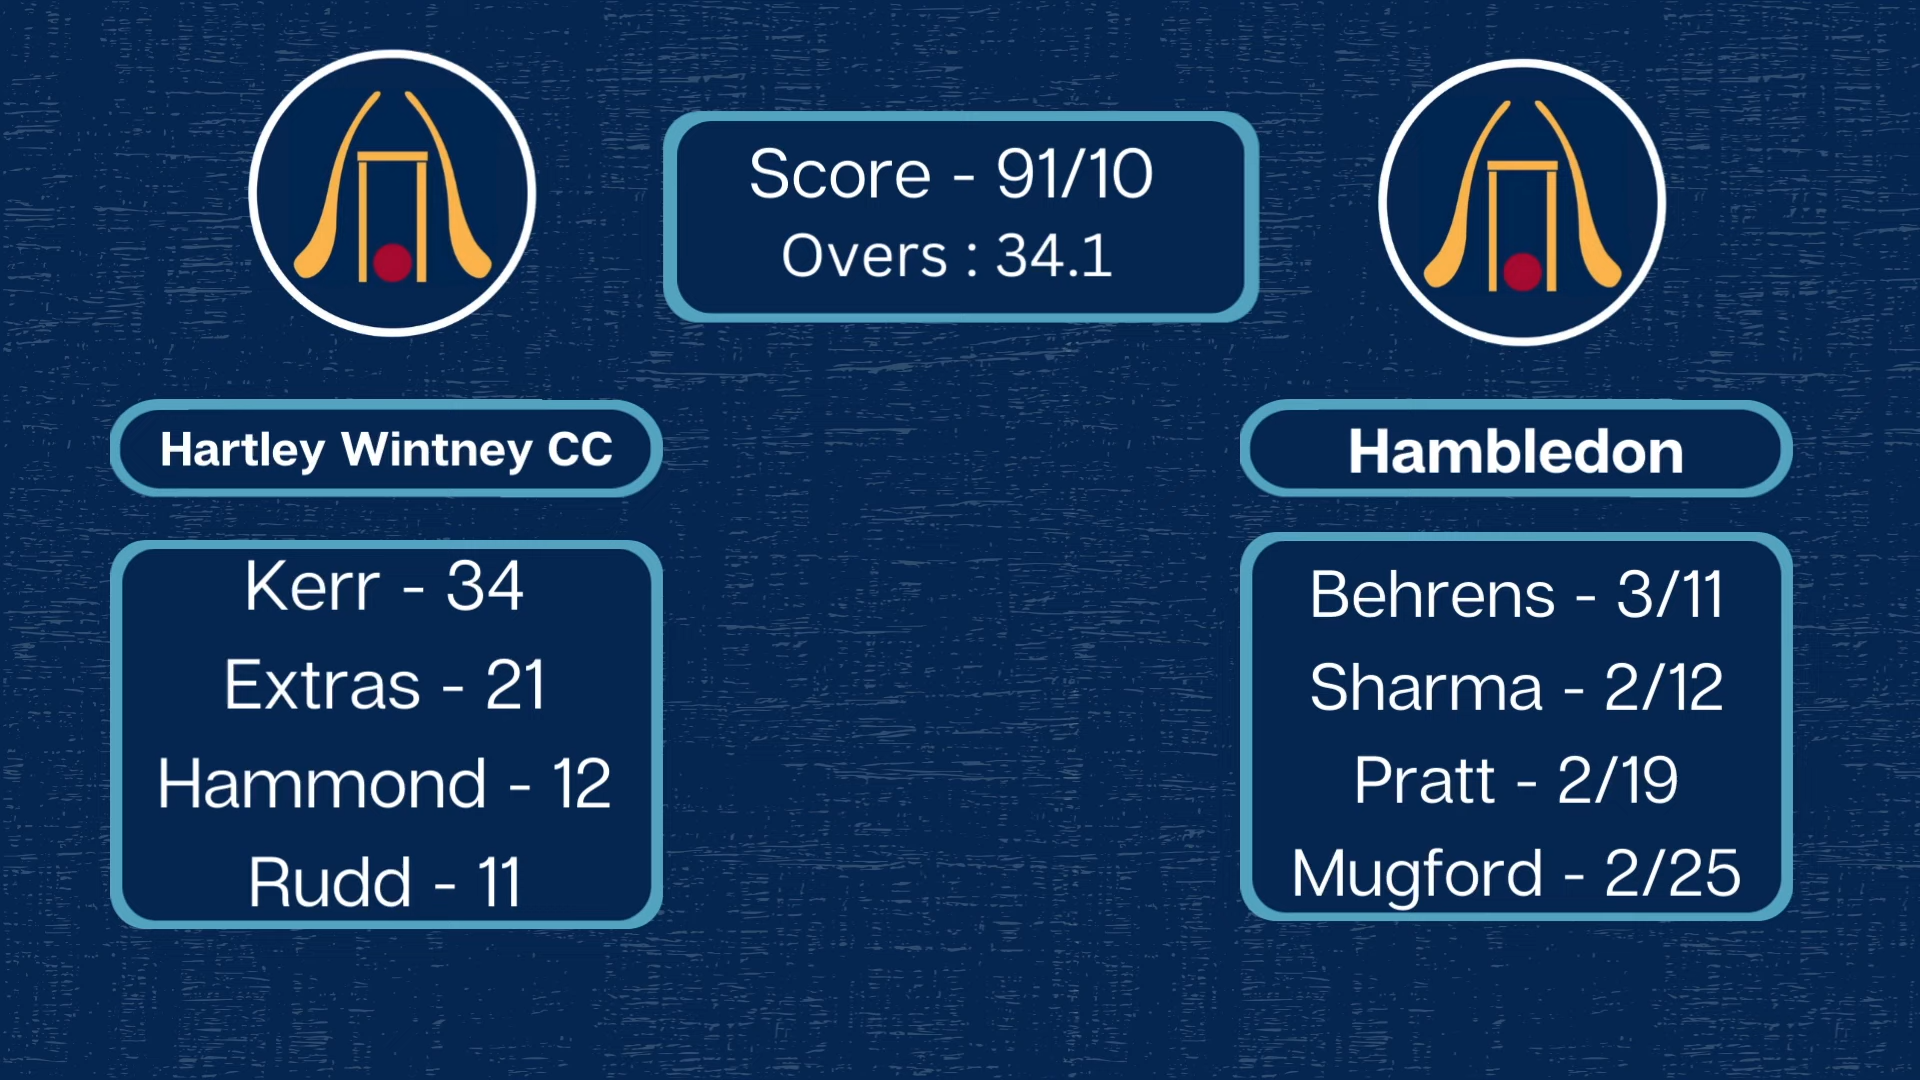 Score - 91/10
Overs : 34.1
Hartley Wintney CC
Kerr - 34
Extras - 21
Hammond - 12
Rudd - 11
Hambledon
Behrens - 3/11
Sharma - 2/12
Pratt - 2/19
Mugford - 2/25